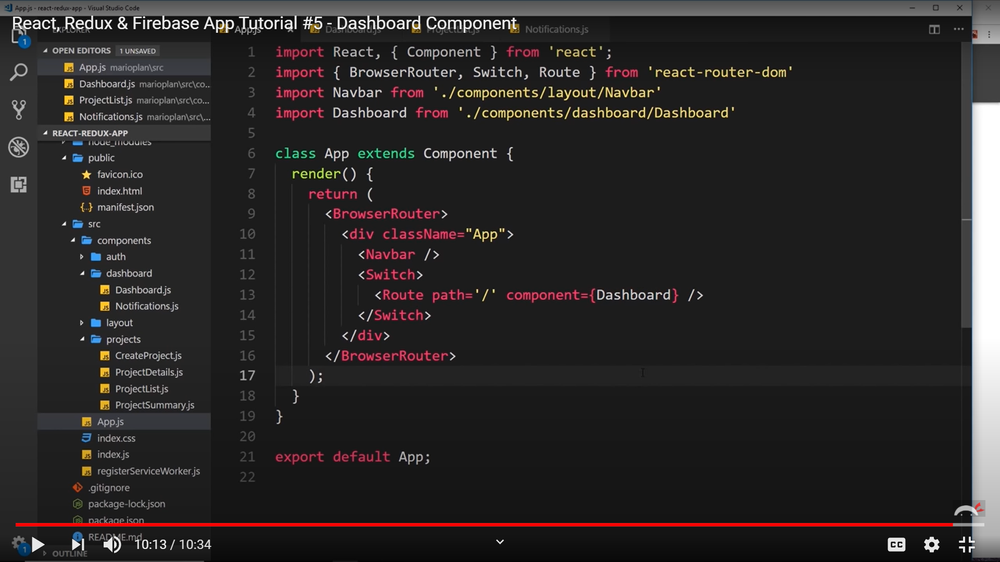 App.js - react-redux-app - Visual Studio Code
React, Redux & Firebase App Tutorial #5 - Dashboard Component
EXPLORER
App.js
Dashboard.js
ProjectList.js
Notifications.js
1
OPEN EDITORS 1 UNSAVED
App.js marioplan\src
Dashboard.js marioplan\src\co...
ProjectList.js marioplan\src\co...
Notifications.js marioplan\src\...
REACT-REDUX-APP
node_modules
public
favicon.ico
index.html
manifest.json
src
components
auth
dashboard
Dashboard.js
Notifications.js
layout
projects
CreateProject.js
ProjectDetails.js
ProjectList.js
ProjectSummary.js
App.js
index.css
index.js
registerServiceWorker.js
.gitignore
package-lock.json
package.json
README.md
OUTLINE
1 import React, { Component } from 'react';
2 import { BrowserRouter, Switch, Route } from 'react-router-dom'
3 import Navbar from './components/layout/Navbar'
4 import Dashboard from './components/dashboard/Dashboard'
5
6 class App extends Component {
7 render() {
8 return (
9 <BrowserRouter>
10 <div className="App">
11 <Navbar />
12 <Switch>
13 <Route path='/' component={Dashboard} />
14 </Switch>
15 </div>
16 </BrowserRouter>
17 );
18 }
19 }
20
21 export default App;
22
1
10:13 / 10:34
CC